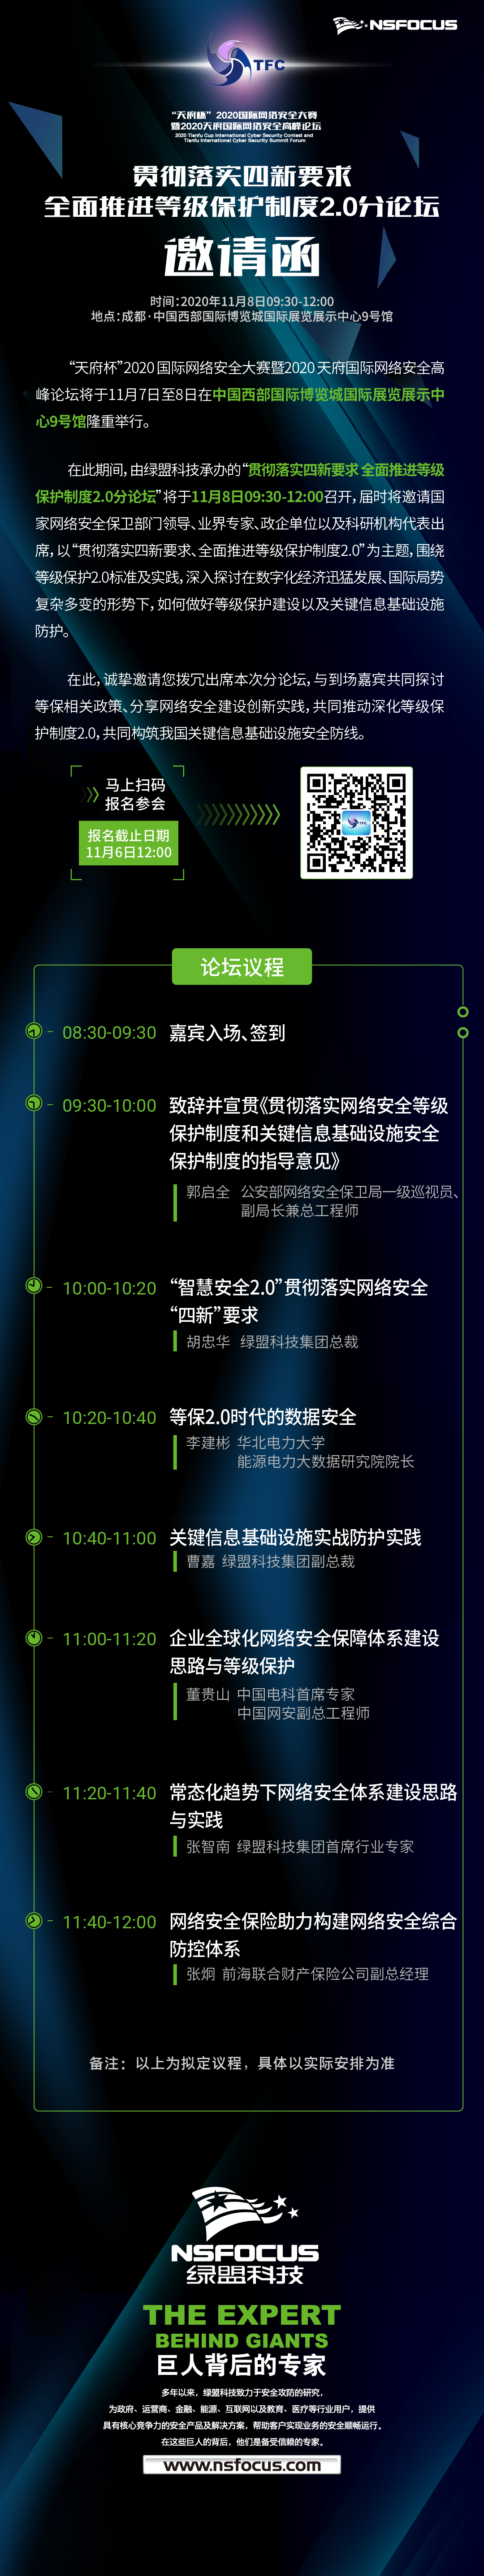 NSFOCUS
TFC
“天府杯”2020国际网络安全大赛
暨2020天府国际网络安全高峰论坛
2020 Tianfu Cup International Cyber Security Contest and
Tianfu International Cyber Security Summit Forum
贯彻落实四新要求
全面推进等级保护制度2.0分论坛
邀请函
时间:2020年11月8日09:30-12:00
地点:成都·中国西部国际博览城国际展览展示中心9号馆
“天府杯”2020 国际网络安全大赛暨2020 天府国际网络安全高
峰论坛将于11月7日至8日在中国西部国际博览城国际展览展示中
心9号馆隆重举行。
在此期间,由绿盟科技承办的“贯彻落实四新要求 全面推进等级
保护制度2.0分论坛”将于11月8日09:30-12:00召开,届时将邀请国
家网络安全保卫部门领导、业界专家、政企单位以及科研机构代表出
席,以“贯彻落实四新要求、全面推进等级保护制度2.0”为主题,围绕
等级保护2.0标准及实践,深入探讨在数字化经济迅猛发展、国际局势
复杂多变的形势下,如何做好等级保护建设以及关键信息基础设施
防护。
在此,诚挚邀请您拨冗出席本次分论坛,与到场嘉宾共同探讨
等保相关政策、分享网络安全建设创新实践,共同推动深化等级保
护制度2.0,共同构筑我国关键信息基础设施安全防线。
马上扫码
报名参会
报名截止日期
11月6日12:00
TFC
论坛议程
08:30-09:30 嘉宾入场、签到
09:30-10:00 致辞并宣贯《贯彻落实网络安全等级
保护制度和关键信息基础设施安全
保护制度的指导意见》
郭启全 公安部网络安全保卫局一级巡视员、
副局长兼总工程师
10:00-10:20 “智慧安全2.0”贯彻落实网络安全
“四新”要求
胡忠华 绿盟科技集团总裁
10:20-10:40 等保2.0时代的数据安全
李建彬 华北电力大学
能源电力大数据研究院院长
10:40-11:00 关键信息基础设施实战防护实践
曹嘉 绿盟科技集团副总裁
11:00-11:20 企业全球化网络安全保障体系建设
思路与等级保护
董贵山 中国电科首席专家
中国网安副总工程师
11:20-11:40 常态化趋势下网络安全体系建设思路
与实践
张智南 绿盟科技集团首席行业专家
11:40-12:00 网络安全保险助力构建网络安全综合
防控体系
张炯 前海联合财产保险公司副总经理
备注：以上为拟定议程，具体以实际安排为准
NSFOCUS
绿盟科技
THE EXPERT
BEHIND GIANTS
巨人背后的专家
多年以来，绿盟科技致力于安全攻防的研究，
为政府、运营商、金融、能源、互联网以及教育、医疗等行业用户，提供
具有核心竞争力的安全产品及解决方案，帮助客户实现业务的安全顺畅运行。
在这些巨人的背后，他们是备受信赖的专家。
www.nsfocus.com